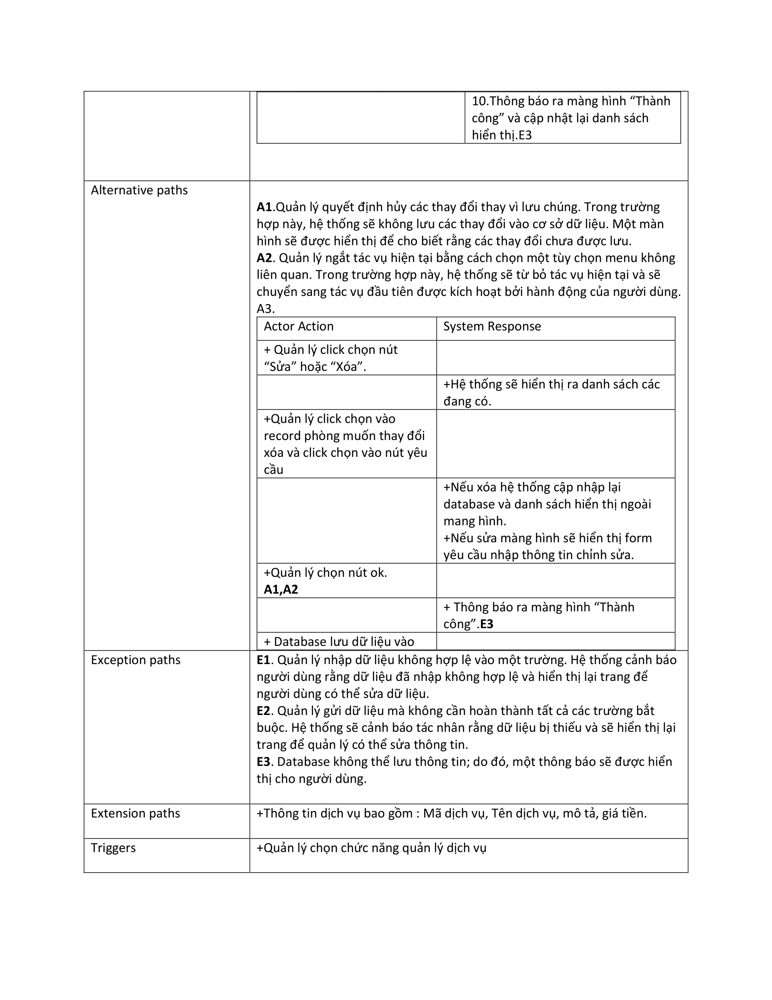 10.Thông báo ra màng hình “Thành
công” và cập nhật lại danh sách
hiển thị.E3
Alternative paths
A1.Quản lý quyết định hủy các thay đổi thay vì lưu chúng. Trong trường
hợp này, hệ thống sẽ không lưu các thay đổi vào cơ sở dữ liệu. Một màn
hình sẽ được hiển thị để cho biết rằng các thay đổi chưa được lưu.
A2. Quản lý ngắt tác vụ hiện tại bằng cách chọn một tùy chọn menu không
liên quan. Trong trường hợp này, hệ thống sẽ từ bỏ tác vụ hiện tại và sẽ
chuyển sang tác vụ đầu tiên được kích hoạt bởi hành động của người dùng.
A3.
Actor Action
System Response
+ Quản lý click chọn nút
“Sửa” hoặc “Xóa”.
+Hệ thống sẽ hiển thị ra danh sách các
đang có.
+Quản lý click chọn vào
record phòng muốn thay đổi
xóa và click chọn vào nút yêu
cầu
+Nếu xóa hệ thống cập nhập lại
database và danh sách hiển thị ngoài
mang hình.
+Nếu sửa màng hình sẽ hiển thị form
yêu cầu nhập thông tin chỉnh sửa.
+Quản lý chọn nút ok.
A1,A2
+ Thông báo ra màng hình “Thành
công”.E3
+ Database lưu dữ liệu vào
Exception paths
E1. Quản lý nhập dữ liệu không hợp lệ vào một trường. Hệ thống cảnh báo
người dùng rằng dữ liệu đã nhập không hợp lệ và hiển thị lại trang để
người dùng có thể sửa dữ liệu.
E2. Quản lý gửi dữ liệu mà không cần hoàn thành tất cả các trường bắt
buộc. Hệ thống sẽ cảnh báo tác nhân rằng dữ liệu bị thiếu và sẽ hiển thị lại
trang để quản lý có thể sửa thông tin.
E3. Database không thể lưu thông tin; do đó, một thông báo sẽ được hiển
thị cho người dùng.
Extension paths
+Thông tin dịch vụ bao gồm : Mã dịch vụ, Tên dịch vụ, mô tả, giá tiền.
Triggers
+Quản lý chọn chức năng quản lý dịch vụ